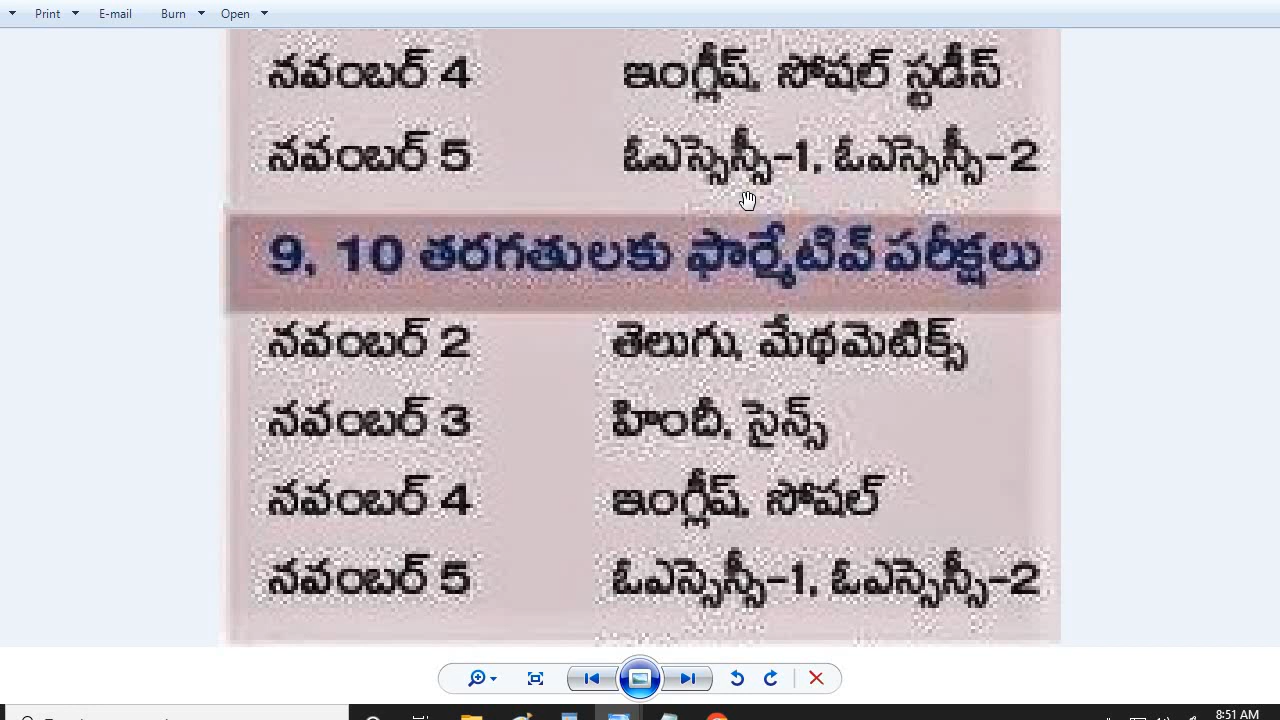 Print E-mail Burn Open
నవంబర్ 4 ఇంగ్లీష్, సోషల్ స్టడీస్
నవంబర్ 5 ఓఎస్సెస్సీ-1, ఓఎస్సెస్సీ-2
9, 10 తరగతులకు ఫార్మేటివ్ పరీక్షలు
నవంబర్ 2 తెలుగు, మేథమెటిక్స్
నవంబర్ 3 హిందీ, సైన్స్
నవంబర్ 4 ఇంగ్లీష్, సోషల్
నవంబర్ 5 ఓఎస్సెస్సీ-1, ఓఎస్సెస్సీ-2
8:51 AM